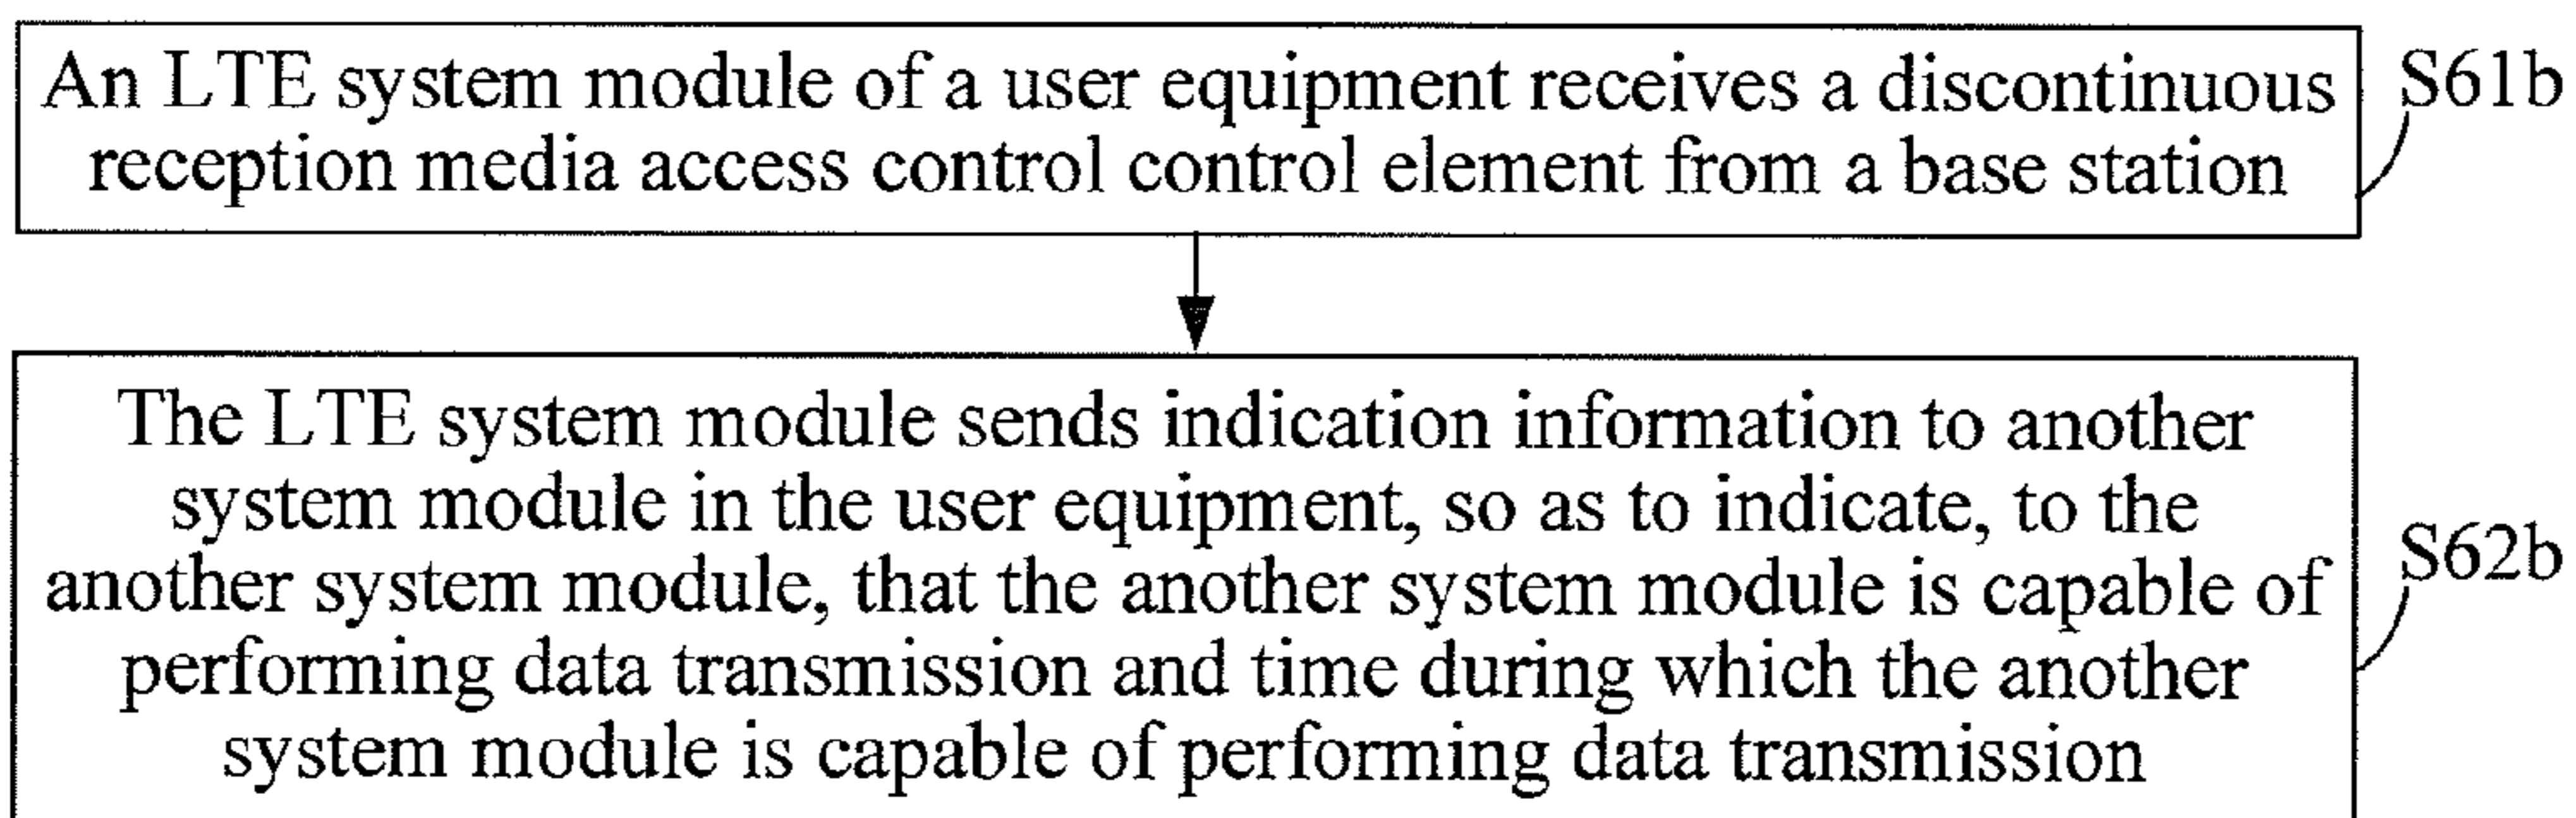 An LTE system module of a user equipment receives a discontinuous
reception media access control control element from a base station
S61b
The LTE system module sends indication information to another
system module in the user equipment, so as to indicate, to the
another system module, that the another system module is capable of
performing data transmission and time during which the another
system module is capable of performing data transmission
S62b